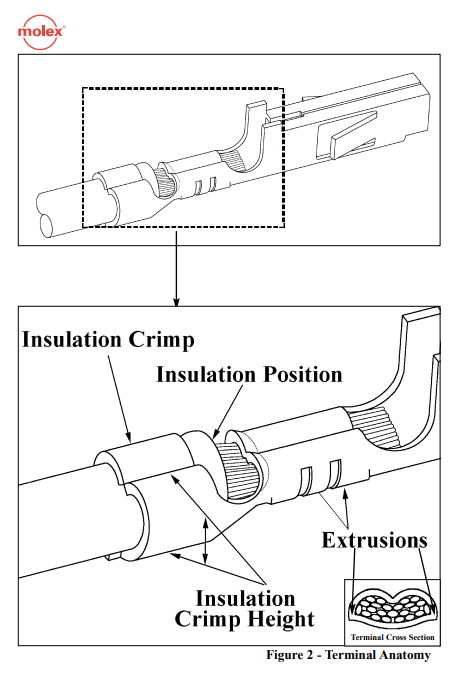 molex®
Insulation Crimp
Insulation Position
Extrusions
Insulation
Crimp Height
Terminal Cross Section
Figure 2 - Terminal Anatomy